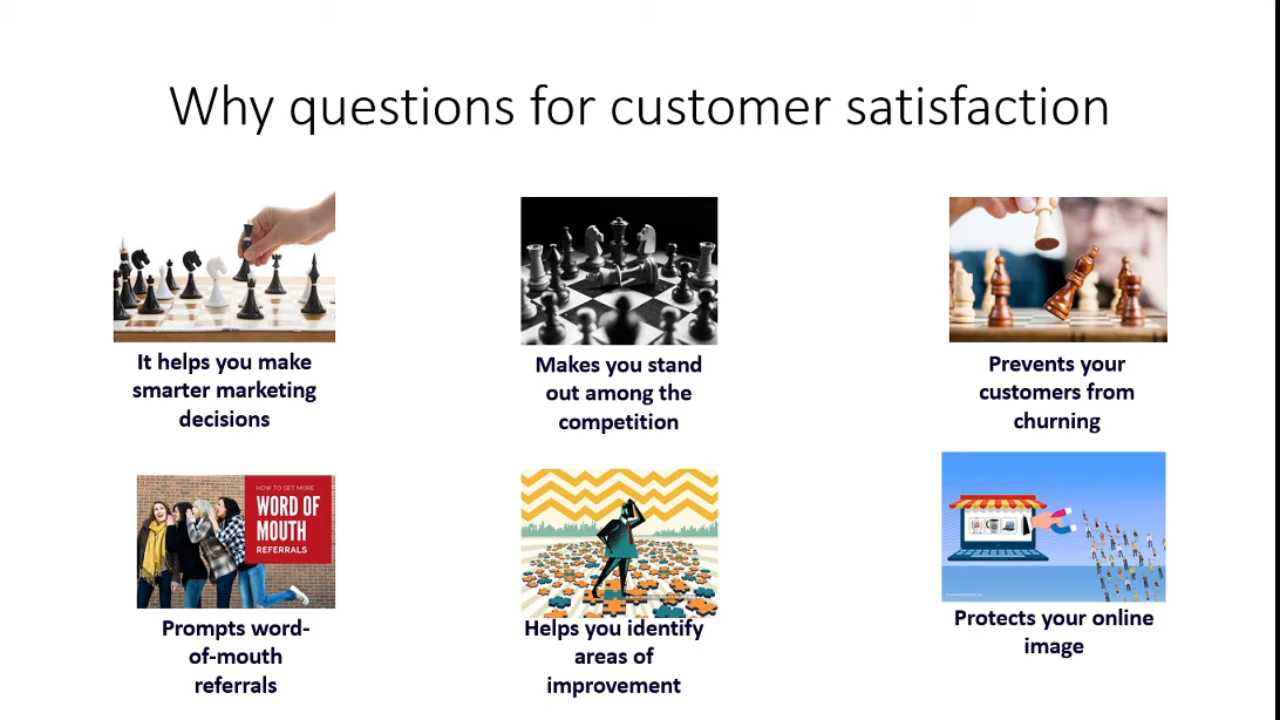 Why questions for customer satisfaction
It helps you make
smarter marketing
decisions
Makes you stand
out among the
competition
Prevents your
customers from
churning
HOW TO GET MORE
WORD OF
MOUTH
REFERRALS
Prompts word-
of-mouth
referrals
Helps you identify
areas of
improvement
Protects your online
image